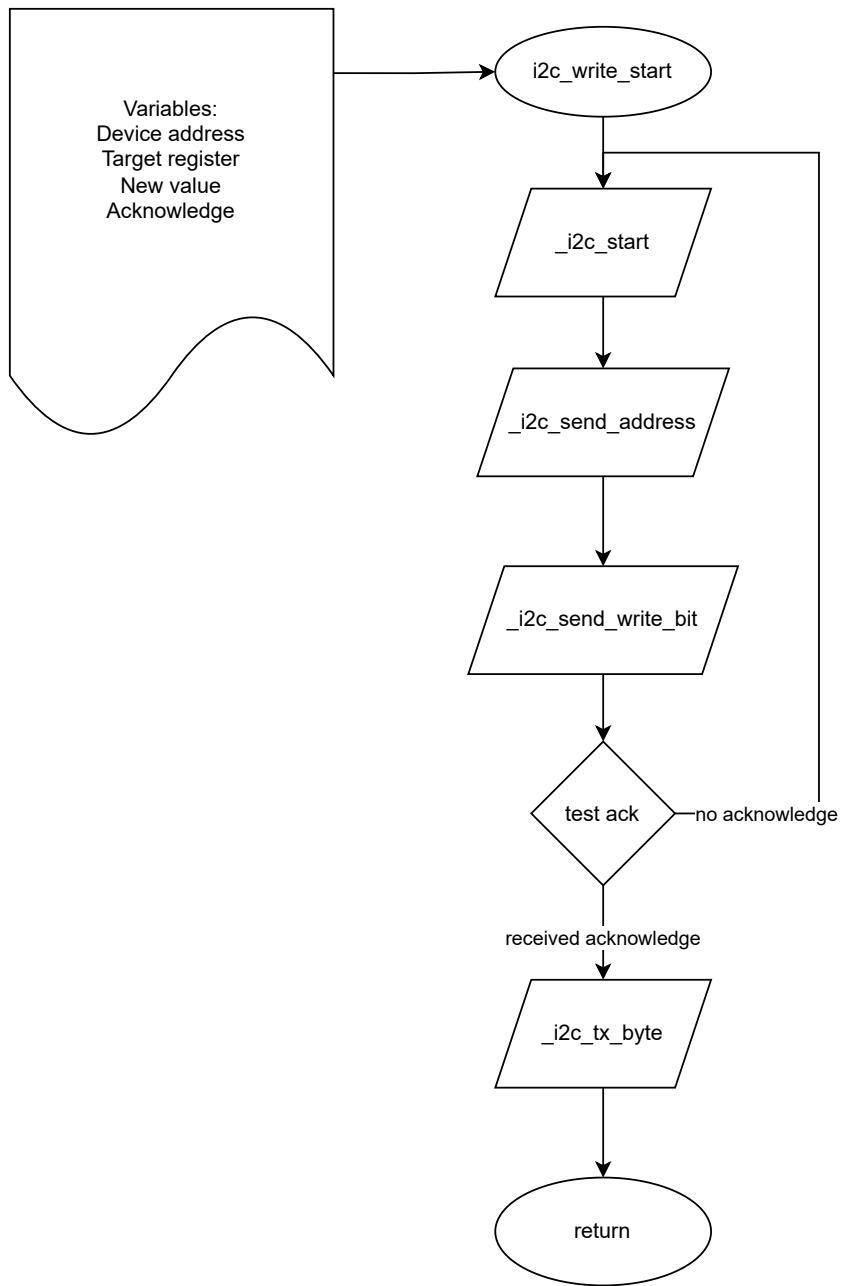 Variables:
Device address
Target register
New value
Acknowledge
i2c_write_start
_i2c_start
_i2c_send_address
_i2c_send_write_bit
test ack
no acknowledge
received acknowledge
_i2c_tx_byte
return